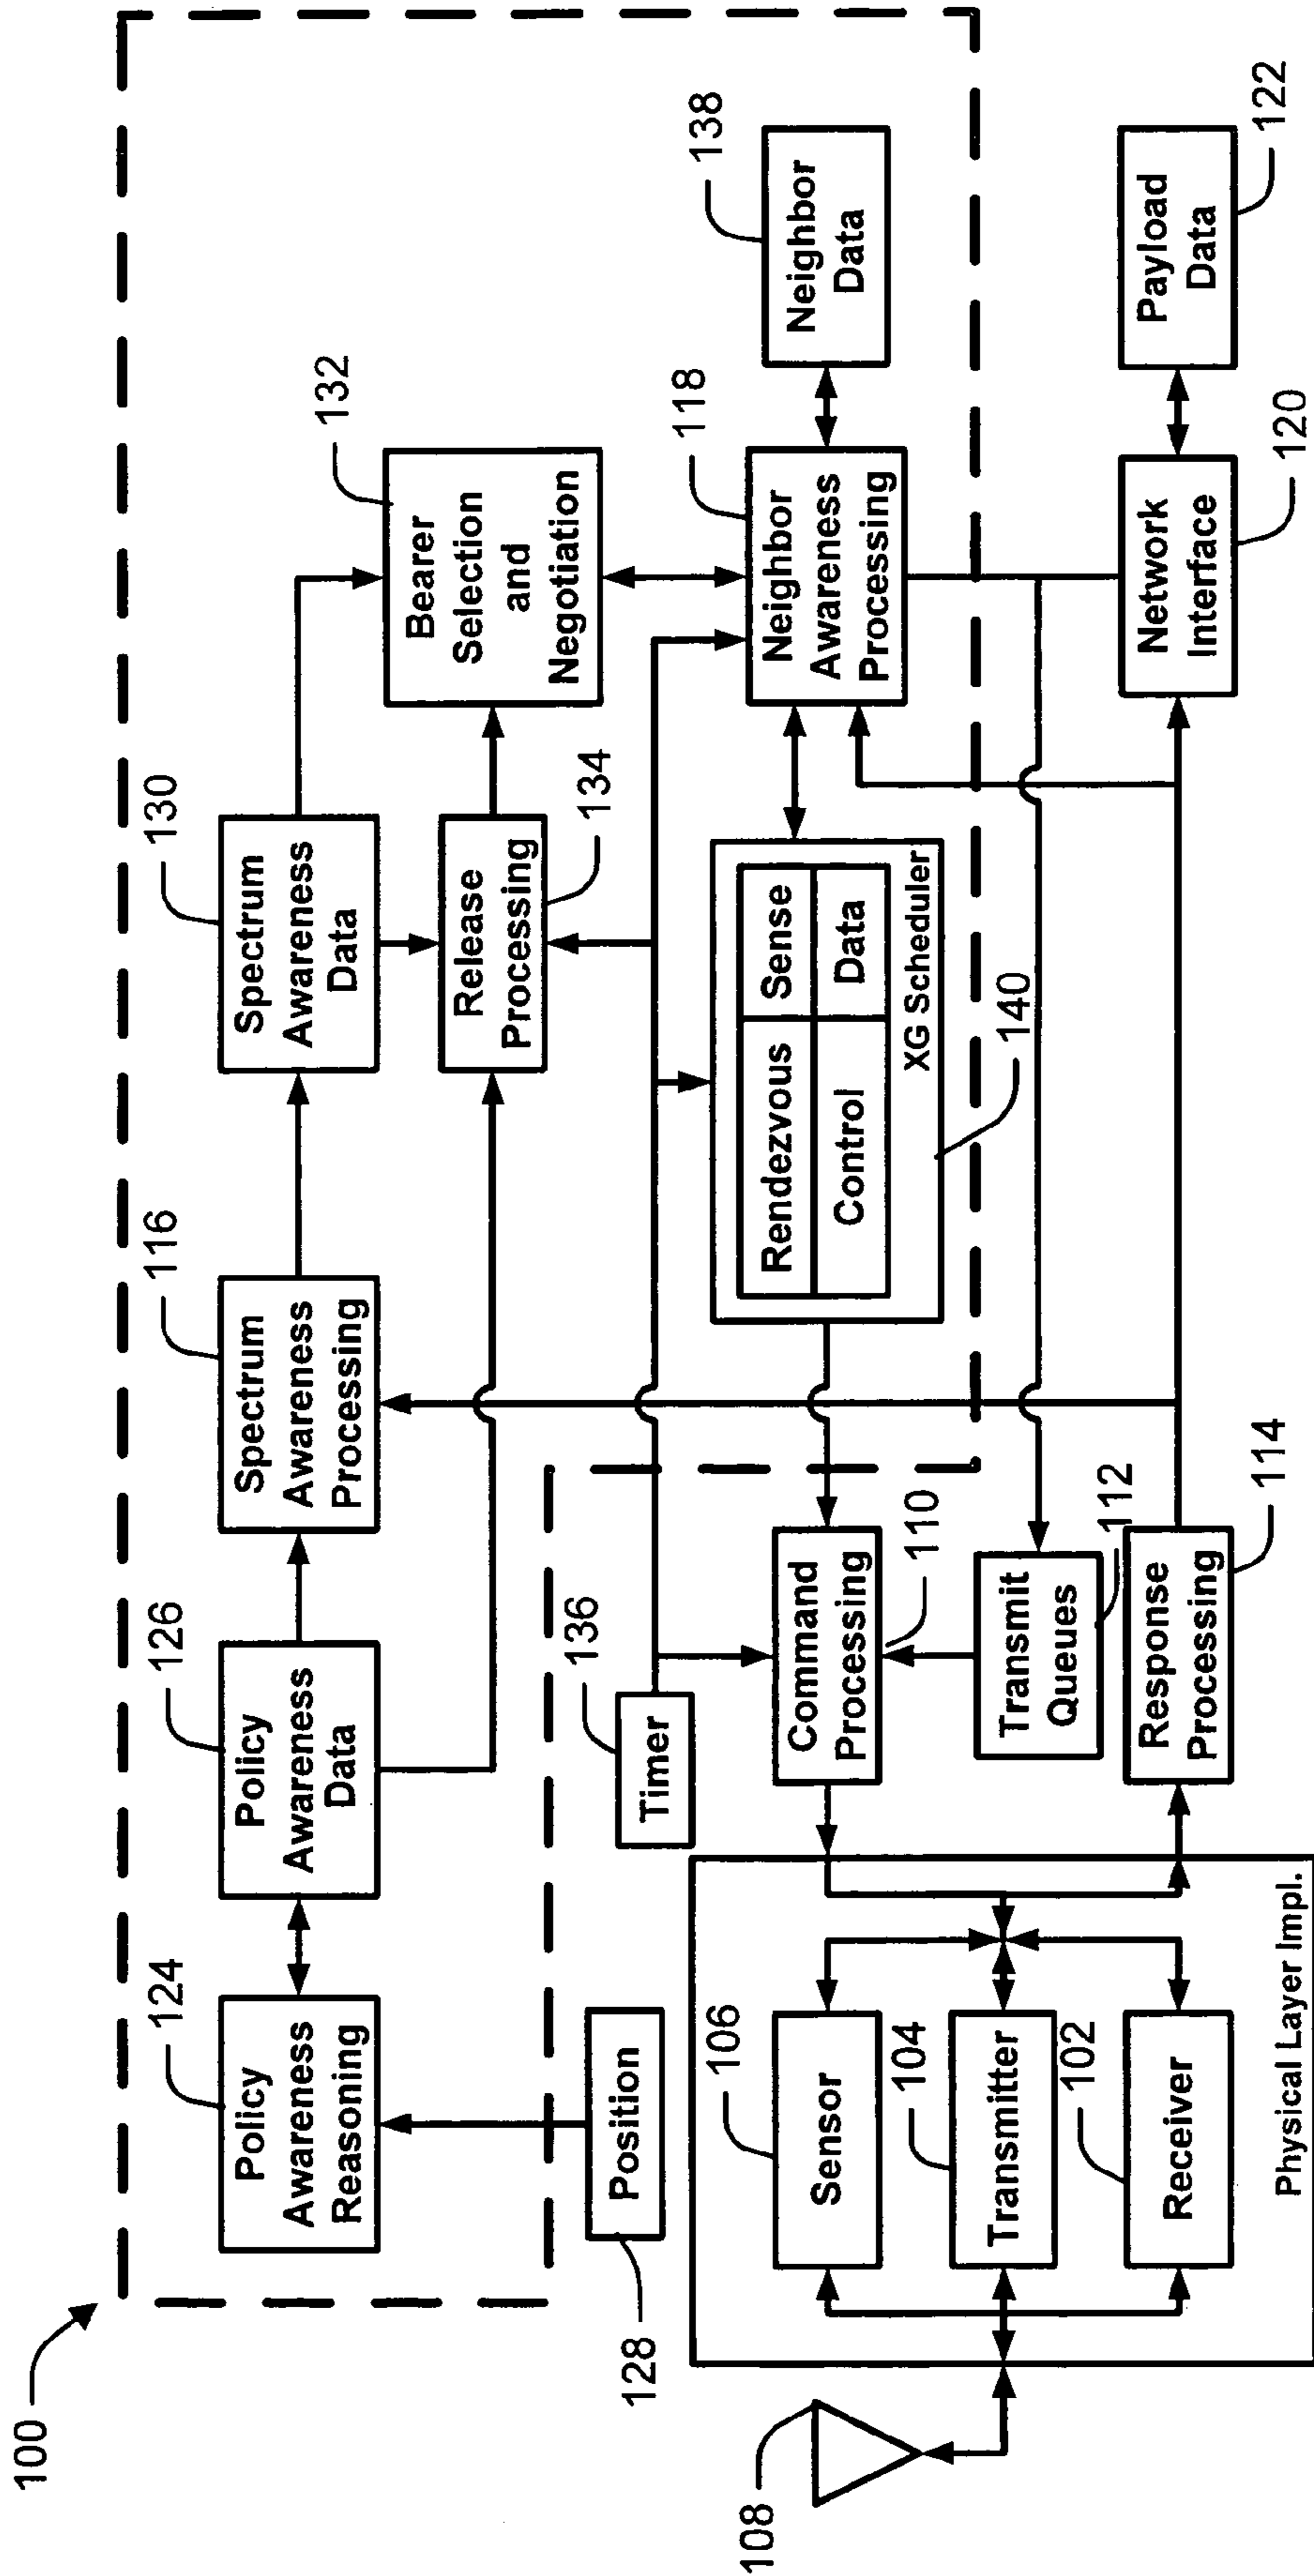 100
124
Policy
Awareness
Reasoning
126
Policy
Awareness
Data
116
Spectrum
Awareness
Processing
130
Spectrum
Awareness
Data
132
Bearer
Selection
and
Negotiation
Release
Processing
134
128
Position
136
Timer
118
Neighbor
Awareness
Processing
138
Neighbor
Data
Rendezvous
Sense
Control
Data
XG Scheduler
140
Command
Processing
110
Transmit
Queues
112
Response
Processing
114
Network
Interface
120
Payload
Data
122
108
106
Sensor
104
Transmitter
102
Receiver
Physical Layer Impl.